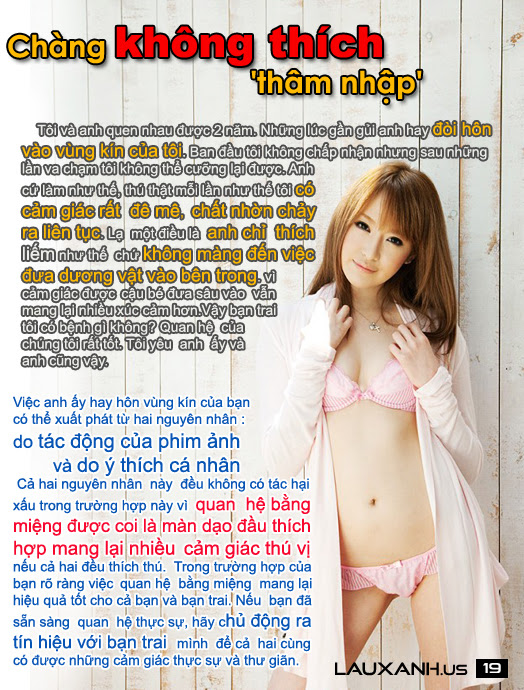 Chàng không thích
'thâm nhập'
Tôi và anh quen nhau được 2 năm. Những lúc gần gũi anh hay đòi hôn
vào vùng kín của tôi. Ban đầu tôi không chấp nhận nhưng sau những
lần va chạm tôi không thể cưỡng lại được. Anh
cứ làm như thế, thú thật mỗi lần như thế tôi có
cảm giác rất đê mê, chất nhờn chảy
ra liên tục. Lạ một điều là anh chỉ thích
liếm như thế chứ không màng đến việc
đưa dương vật vào bên trong. vì
cảm giác được cậu bé đưa sâu vào vẫn
mang lại nhiều xúc cảm hơn.Vậy bạn trai
tôi có bệnh gì không? Quan hệ của
chúng tôi rất tốt. Tôi yêu anh ấy và
anh cũng vậy.
Việc anh ấy hay hôn vùng kín của bạn
có thể xuất phát từ hai nguyên nhân :
do tác động của phim ảnh
và do ý thích cá nhân
Cả hai nguyên nhân này đều không có tác hại
xấu trong trường hợp này vì quan hệ bằng
miệng được coi là màn dạo đầu thích
hợp mang lại nhiều cảm giác thú vị
nếu cả hai đều thích thú. Trong trường hợp của
bạn rõ ràng việc quan hệ bằng miệng mang lại
hiệu quả tốt cho cả bạn và bạn trai. Nếu bạn đã
sẵn sàng quan hệ thực sự, hãy chủ động ra
tín hiệu với bạn trai mình để cả hai cùng
có được những cảm giác thực sự và thư giãn.
LAUXANH.US 19